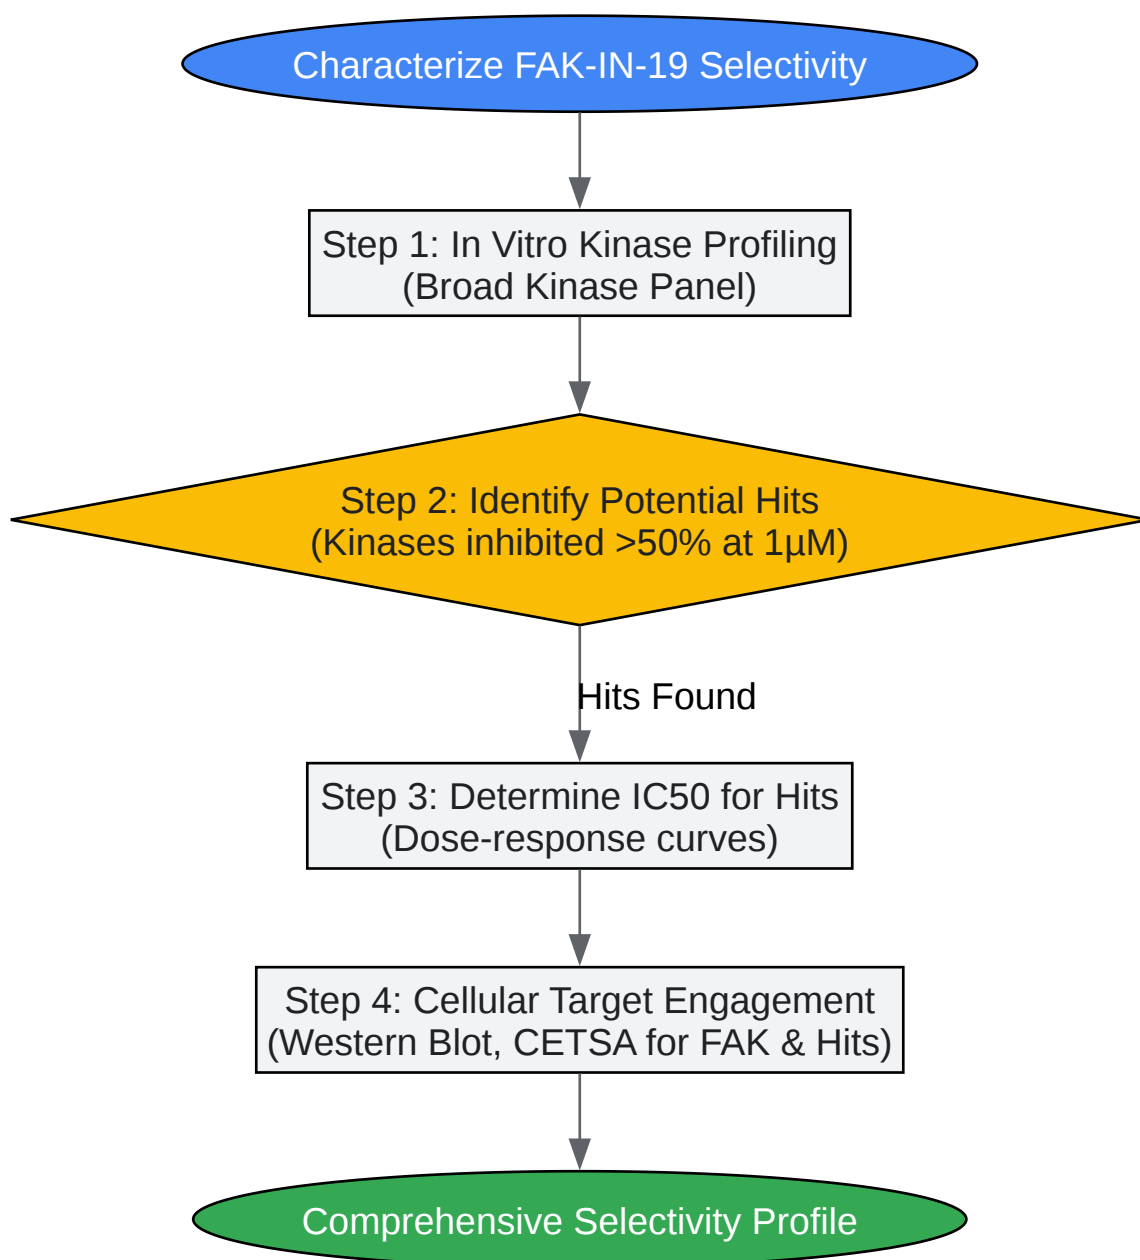 Characterize FAK-IN-19 Selectivity
Step 1: In Vitro Kinase Profiling
(Broad Kinase Panel)
Step 2: Identify Potential Hits
(Kinases inhibited >50% at 1µM)
Hits Found
Step 3: Determine IC50 for Hits
(Dose-response curves)
Step 4: Cellular Target Engagement
(Western Blot, CETSA for FAK & Hits)
Comprehensive Selectivity Profile